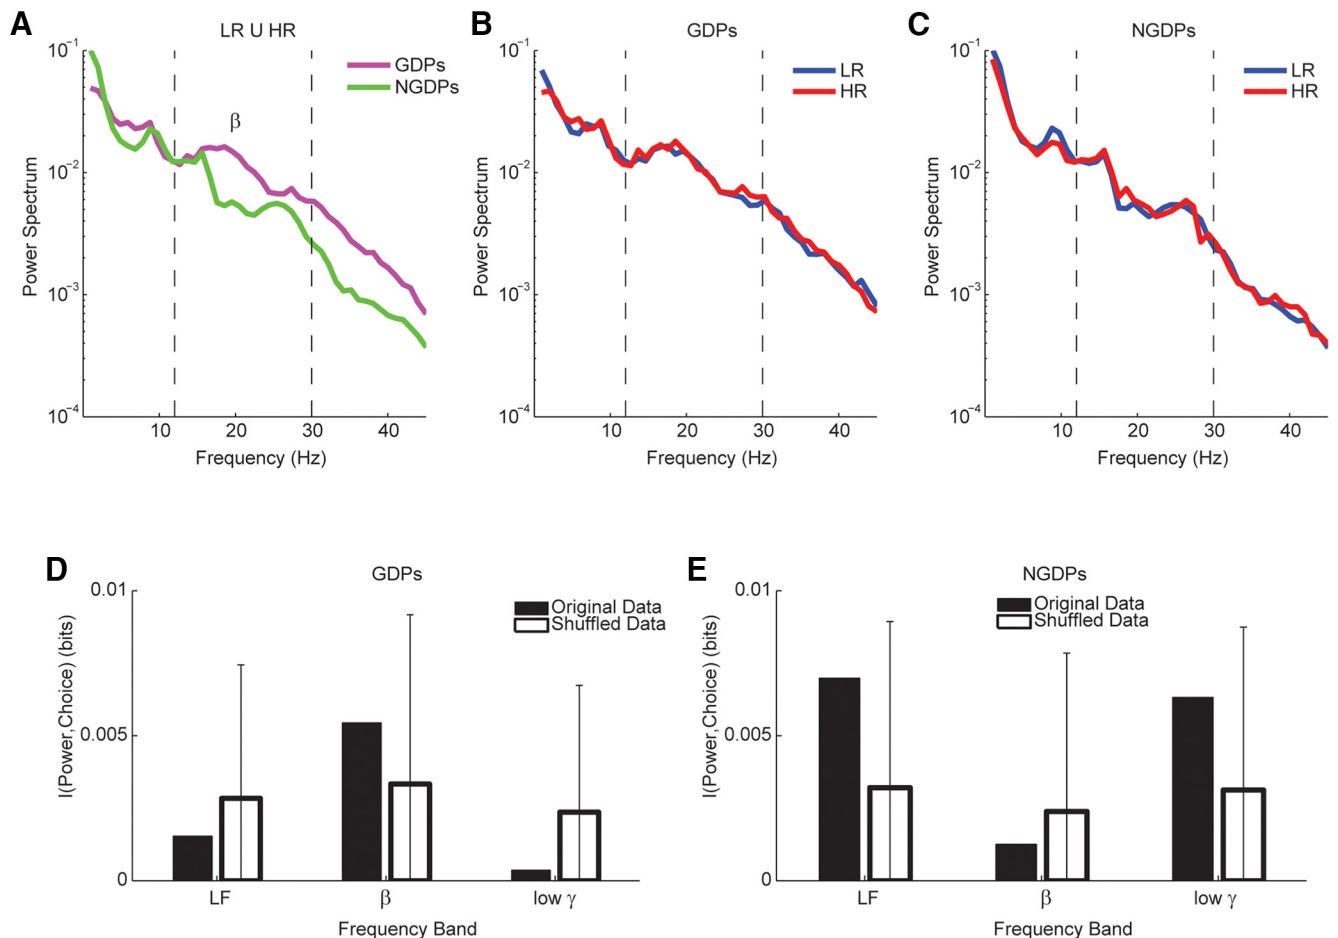 A
LR U HR
GDPs
NGDPs
β
10−1
10−2
10−3
10−4
Power Spectrum
10
20
30
40
Frequency (Hz)
B
GDPs
LR
HR
10−1
10−2
10−3
10−4
Power Spectrum
10
20
30
40
Frequency (Hz)
C
NGDPs
LR
HR
10−1
10−2
10−3
10−4
Power Spectrum
10
20
30
40
Frequency (Hz)
D
GDPs
Original Data
Shuffled Data
0.01
0.005
0
I(Power,Choice) (bits)
LF
β
low γ
Frequency Band
E
NGDPs
Original Data
Shuffled Data
0.01
0.005
0
I(Power,Choice) (bits)
LF
β
low γ
Frequency Band